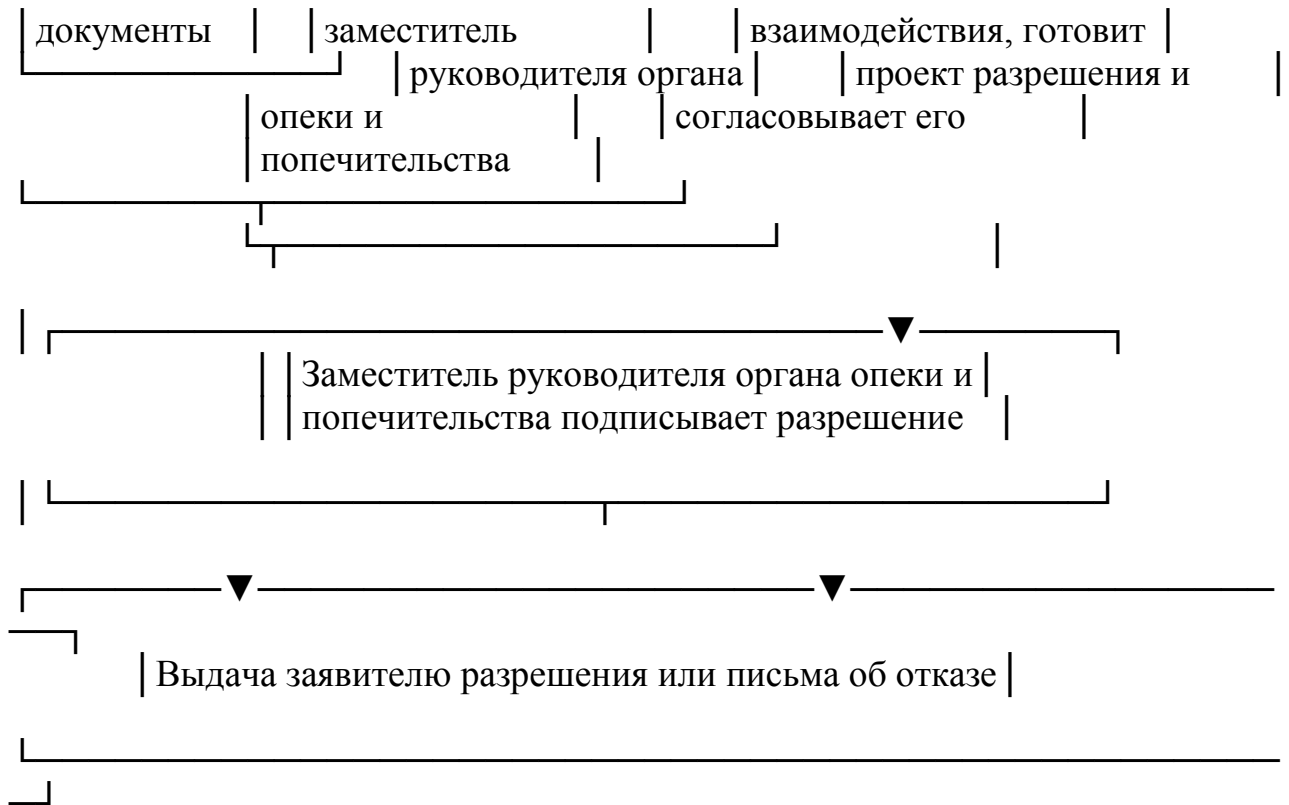 документы заместитель взаимодействия, готовит
руководителя органа проект разрешения и
опеки и согласовывает его
попечительства
Заместитель руководителя органа опеки и
попечительства подписывает разрешение
Выдача заявителю разрешения или письма об отказе